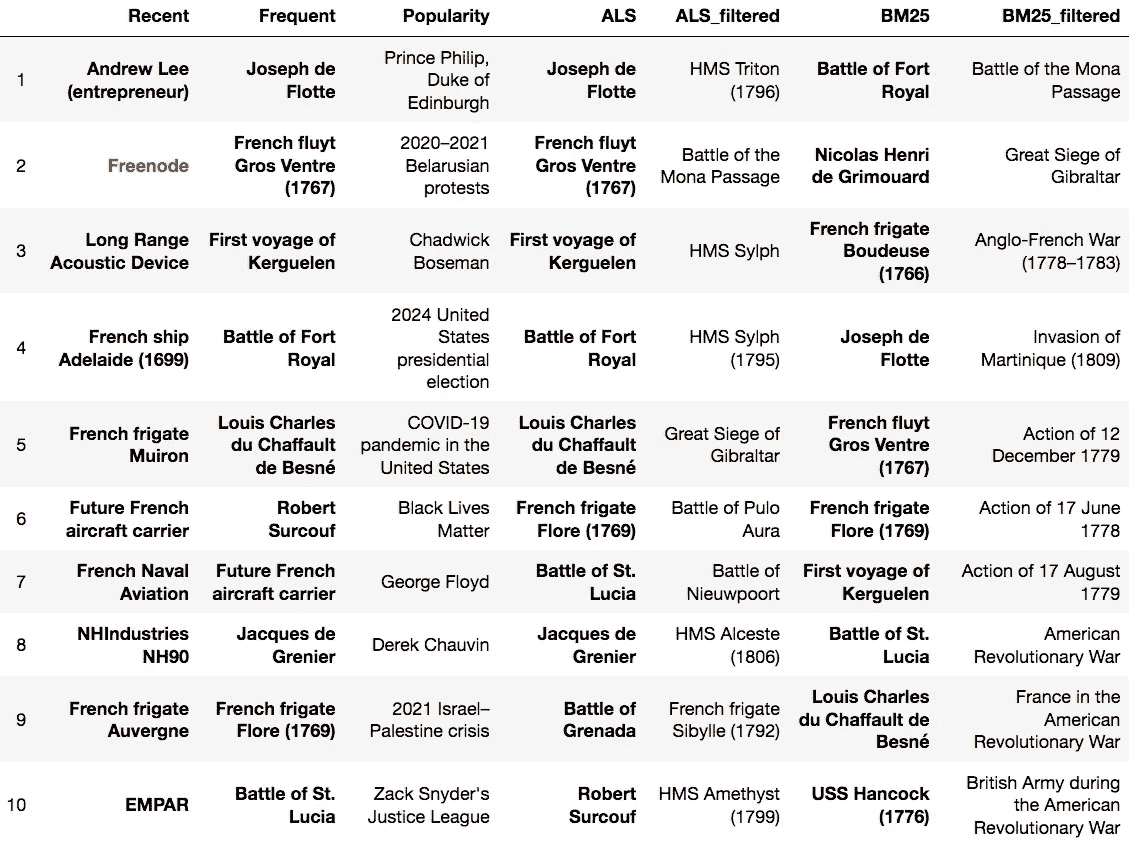 Recent Frequent Popularity ALS ALS_filtered BM25 BM25_filtered
1
Andrew Lee
(entrepreneur)
Joseph de
Flotte
Prince Philip,
Duke of
Edinburgh
Joseph de
Flotte
HMS Triton
(1796)
Battle of Fort
Royal
Battle of the Mona
Passage
2
Freenode
French fluyt
Gros Ventre
(1767)
2020–2021
Belarusian
protests
French fluyt
Gros Ventre
(1767)
Battle of the
Mona Passage
Nicolas Henri
de Grimouard
Great Siege of
Gibraltar
3
Long Range
Acoustic Device
First voyage of
Kerguelen
Chadwick
Boseman
First voyage of
Kerguelen
HMS Sylph
French frigate
Boudeuse
(1766)
Anglo-French War
(1778–1783)
4
French ship
Adelaide (1699)
Battle of Fort
Royal
2024 United
States
presidential
election
Battle of Fort
Royal
HMS Sylph
(1795)
Joseph de
Flotte
Invasion of
Martinique (1809)
5
French frigate
Muiron
Louis Charles
du Chaffault
de Besné
COVID-19
pandemic in the
United States
Louis Charles
du Chaffault
de Besné
Great Siege of
Gibraltar
French fluyt
Gros Ventre
(1767)
Action of 12
December 1779
6
Future French
aircraft carrier
Robert
Surcouf
Black Lives
Matter
French frigate
Flore (1769)
Battle of Pulo
Aura
French frigate
Flore (1769)
Action of 17 June
1778
7
French Naval
Aviation
Future French
aircraft carrier
George Floyd
Battle of St.
Lucia
Battle of
Nieuwpoort
First voyage of
Kerguelen
Action of 17 August
1779
8
NHIndustries
NH90
Jacques de
Grenier
Derek Chauvin
Jacques de
Grenier
HMS Alceste
(1806)
Battle of St.
Lucia
American
Revolutionary War
9
French frigate
Auvergne
French frigate
Flore (1769)
2021 Israel–
Palestine crisis
Battle of
Grenada
French frigate
Sibylle (1792)
Louis Charles
du Chaffault de
Besné
France in the
American
Revolutionary War
10
EMPAR
Battle of St.
Lucia
Zack Snyder's
Justice League
Robert
Surcouf
HMS Amethyst
(1799)
USS Hancock
(1776)
British Army during
the American
Revolutionary War